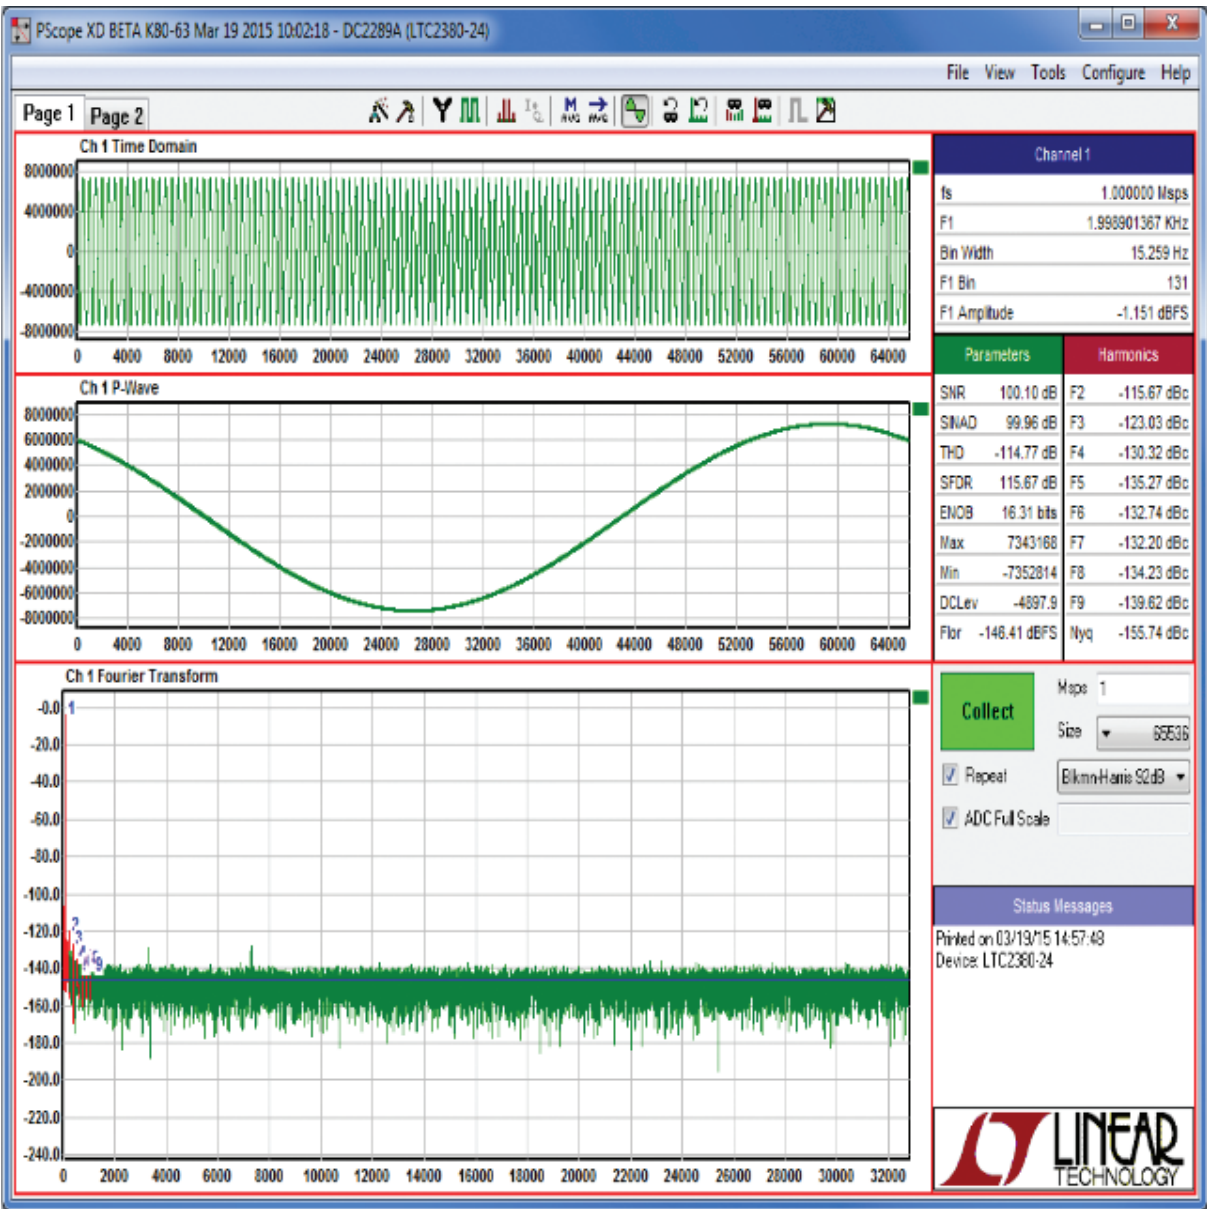 PScope XD BETA K80-63 Mar 19 2015 10:02:18 - DC2289A (LTC2380-24)
File View Tools Configure Help
Page 1 Page 2
Ch 1 Time Domain
8000000
4000000
0
-4000000
-8000000
0 4000 8000 12000 16000 20000 24000 28000 32000 36000 40000 44000 48000 52000 56000 60000 64000
Ch 1 P-Wave
8000000
6000000
4000000
2000000
0
-2000000
-4000000
-6000000
-8000000
0 4000 8000 12000 16000 20000 24000 28000 32000 36000 40000 44000 48000 52000 56000 60000 64000
Ch 1 Fourier Transform
-0.0 1
-20.0
-40.0
-60.0
-80.0
-100.0
-120.0
-140.0
-160.0
-180.0
-200.0
-220.0
-240.0
2
3
9
0 2000 4000 6000 8000 10000 12000 14000 16000 18000 20000 22000 24000 26000 28000 30000 32000
Channel 1
fs 1.000000 Msps
F1 1.998901367 KHz
Bin Width 15.259 Hz
F1 Bin 131
F1 Amplitude -1.151 dBFS
Parameters Harmonics
SNR 100.10 dB F2 -115.67 dBc
SINAD 99.96 dB F3 -123.03 dBc
THD -114.77 dB F4 -130.32 dBc
SFDR 115.67 dB F5 -135.27 dBc
ENOB 16.31 bits F6 -132.74 dBc
Max 7343168 F7 -132.20 dBc
Min -7352814 F8 -134.23 dBc
DCLev -4897.9 F9 -139.62 dBc
Flor -146.41 dBFS Nyq -155.74 dBc
Collect
Msps 1
Size 65536
Repeat Blkmn-Harris 92dB
ADC Full Scale
Status Messages
Printed on 03/19/15 14:57:48
Device: LTC2380-24
LINEAR
TECHNOLOGY